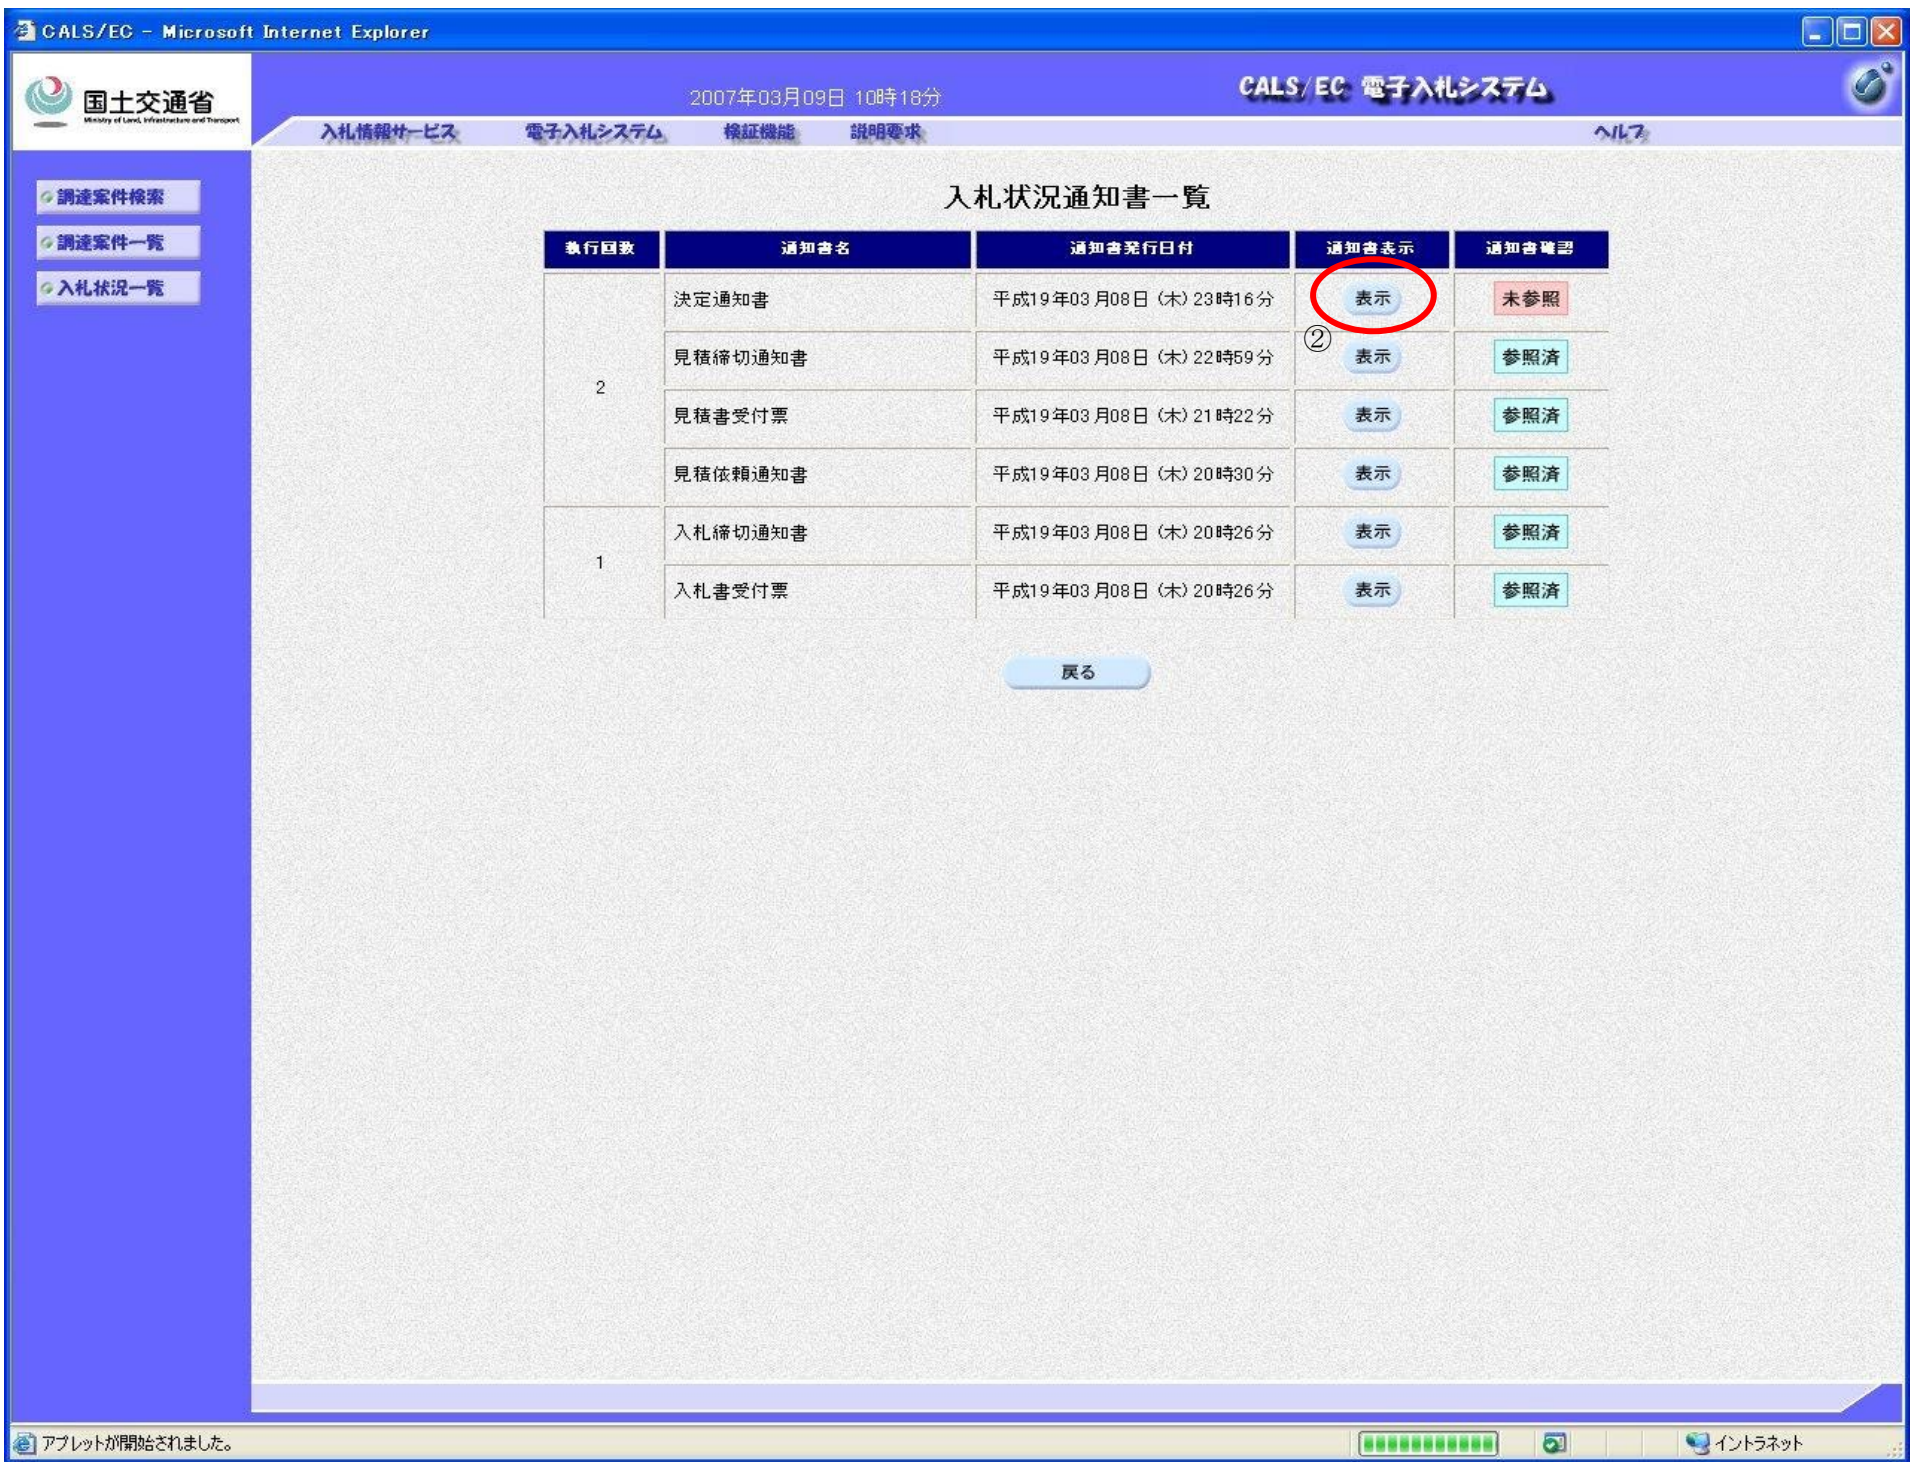 CALS/EC - Microsoft Internet Explorer
国土交通省
Ministry of Land, Infrastructure and Transport
2007年03月09日 10時18分
CALS/EC 電子入札システム
入札情報サービス 電子入札システム 検証機能 説明要求 ヘルプ
調達案件検索
調達案件一覧
入札状況一覧
入札状況通知書一覧
執行回数 通知書名 通知書発行日付 通知書表示 通知書確認
2
決定通知書 平成19年03月08日(木)23時16分 表示 未参照
②
見積締切通知書 平成19年03月08日(木)22時59分 表示 参照済
見積書受付票 平成19年03月08日(木)21時22分 表示 参照済
見積依頼通知書 平成19年03月08日(木)20時30分 表示 参照済
1
入札締切通知書 平成19年03月08日(木)20時26分 表示 参照済
入札書受付票 平成19年03月08日(木)20時26分 表示 参照済
戻る
アプレットが開始されました。
イントラネット